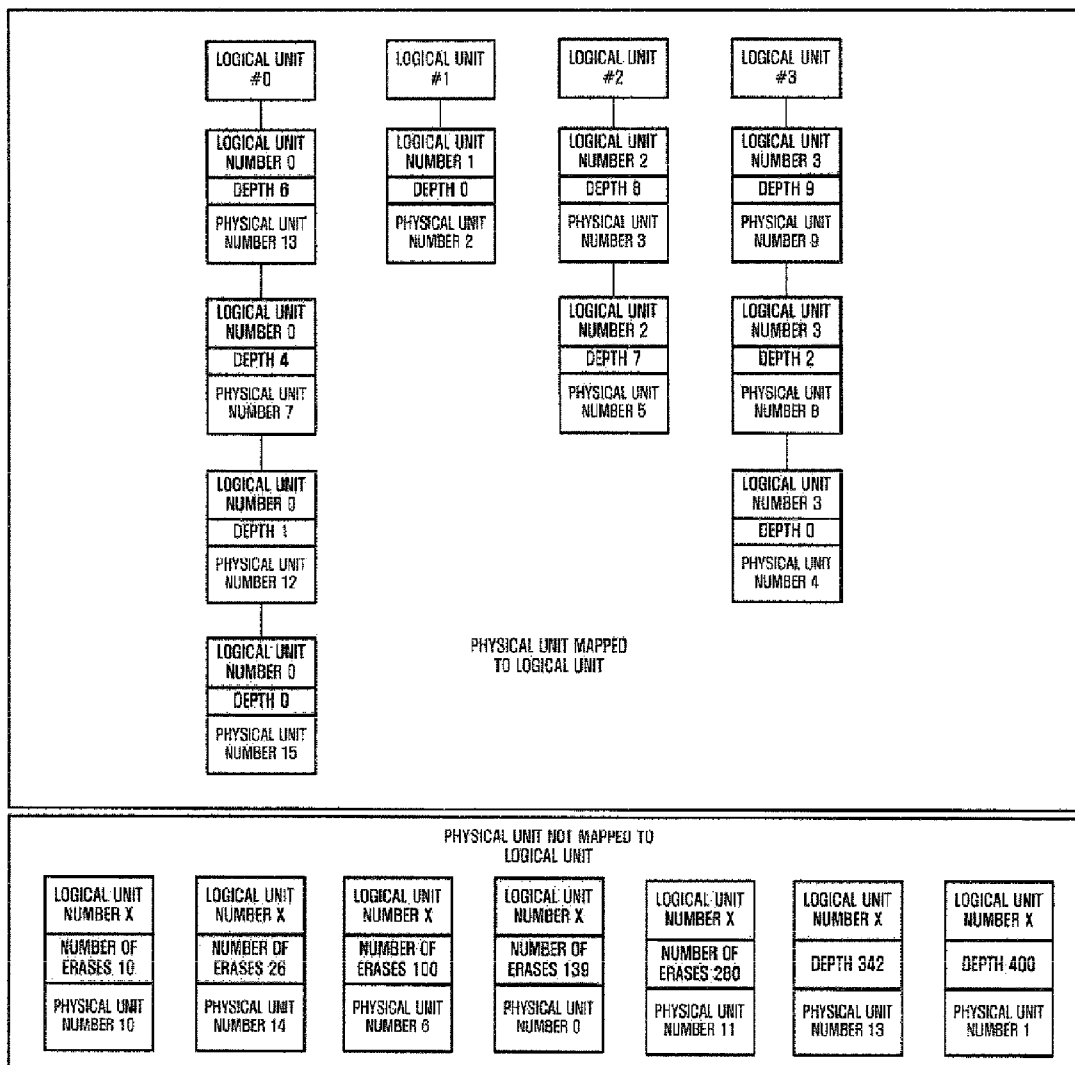 LOGICAL UNIT
#0
LOGICAL UNIT
#1
LOGICAL UNIT
#2
LOGICAL UNIT
#3
LOGICAL UNIT
NUMBER 0
DEPTH 6
PHYSICAL UNIT
NUMBER 13
LOGICAL UNIT
NUMBER 1
DEPTH 0
PHYSICAL UNIT
NUMBER 2
LOGICAL UNIT
NUMBER 2
DEPTH 8
PHYSICAL UNIT
NUMBER 3
LOGICAL UNIT
NUMBER 3
DEPTH 9
PHYSICAL UNIT
NUMBER 9
LOGICAL UNIT
NUMBER 0
DEPTH 4
PHYSICAL UNIT
NUMBER 7
LOGICAL UNIT
NUMBER 2
DEPTH 7
PHYSICAL UNIT
NUMBER 5
LOGICAL UNIT
NUMBER 3
DEPTH 2
PHYSICAL UNIT
NUMBER 8
LOGICAL UNIT
NUMBER 0
DEPTH 1
PHYSICAL UNIT
NUMBER 12
LOGICAL UNIT
NUMBER 3
DEPTH 0
PHYSICAL UNIT
NUMBER 4
LOGICAL UNIT
NUMBER 0
DEPTH 0
PHYSICAL UNIT
NUMBER 15
PHYSICAL UNIT MAPPED
TO LOGICAL UNIT
PHYSICAL UNIT NOT MAPPED TO
LOGICAL UNIT
LOGICAL UNIT
NUMBER X
NUMBER OF
ERASES 10
PHYSICAL UNIT
NUMBER 10
LOGICAL UNIT
NUMBER X
NUMBER OF
ERASES 26
PHYSICAL UNIT
NUMBER 14
LOGICAL UNIT
NUMBER X
NUMBER OF
ERASES 100
PHYSICAL UNIT
NUMBER 6
LOGICAL UNIT
NUMBER X
NUMBER OF
ERASES 139
PHYSICAL UNIT
NUMBER 0
LOGICAL UNIT
NUMBER X
NUMBER OF
ERASES 280
PHYSICAL UNIT
NUMBER 11
LOGICAL UNIT
NUMBER X
DEPTH 342
PHYSICAL UNIT
NUMBER 13
LOGICAL UNIT
NUMBER X
DEPTH 400
PHYSICAL UNIT
NUMBER 1